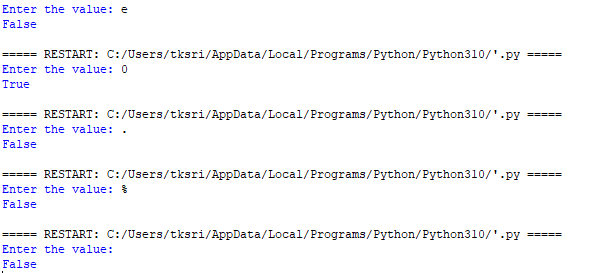 Enter the value: e
False
===== RESTART: C:/Users/tksri/AppData/Local/Programs/Python/Python310/'.py =====
Enter the value: 0
True
===== RESTART: C:/Users/tksri/AppData/Local/Programs/Python/Python310/'.py =====
Enter the value: .
False
===== RESTART: C:/Users/tksri/AppData/Local/Programs/Python/Python310/'.py =====
Enter the value: %
False
===== RESTART: C:/Users/tksri/AppData/Local/Programs/Python/Python310/'.py =====
Enter the value:
False